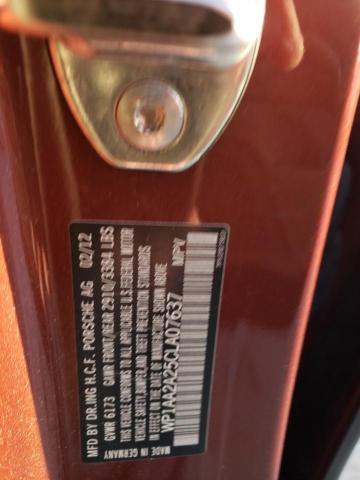 MFD BY DR.ING H.C.F. PORSCHE AG 02/12
GVWR 6173 GAWR FRONT/REAR 2910/3384 LBS
THIS VEHICLE CONFORMS TO ALL APPLICABLE U.S.FEDERAL MOTOR
VEHICLE SAFETY,BUMPER,AND THEFT PREVENTION STANDARDS
IN EFFECT ON THE DATE OF MANUFACTURE SHOWN ABOVE.
WP1AA2A25CLA07637 MPV
MADE IN GERMANY